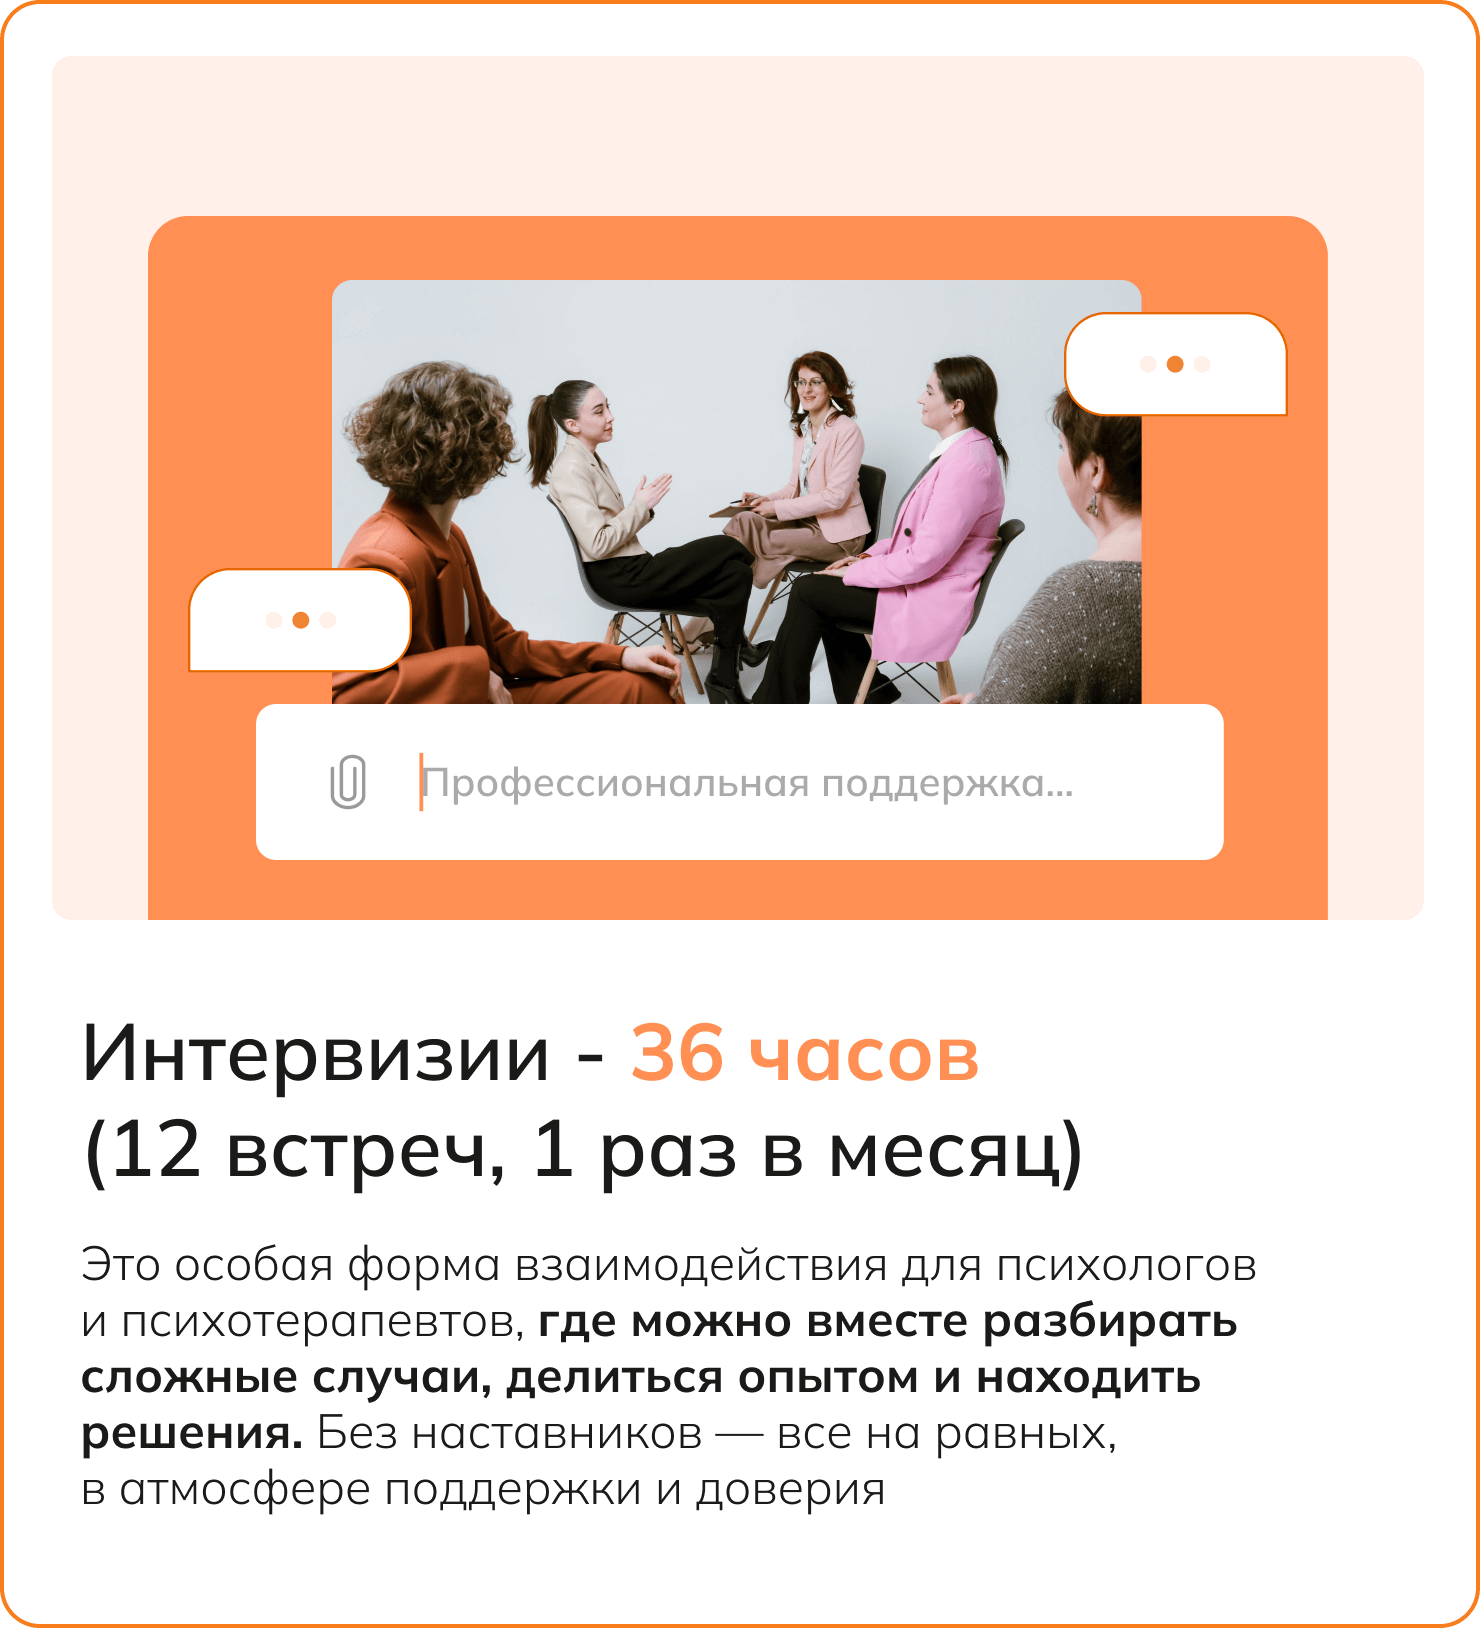 Профессиональная поддержка...
Интервизии - 36 часов
(12 встреч, 1 раз в месяц)
Это особая форма взаимодействия для психологов
и психотерапевтов, где можно вместе разбирать
сложные случаи, делиться опытом и находить
решения. Без наставников — все на равных,
в атмосфере поддержки и доверия